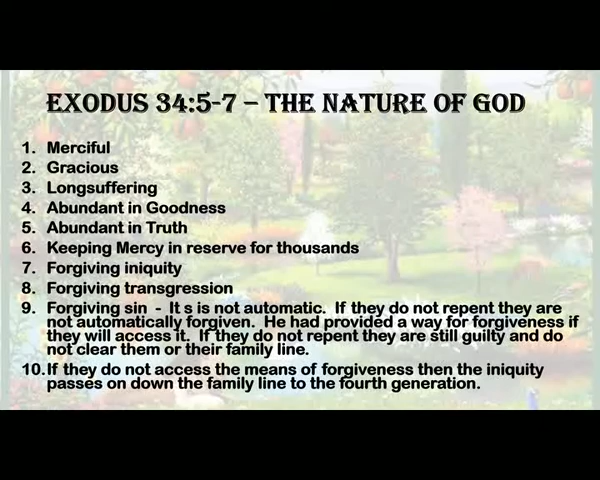 EXODUS 34:5-7 – THE NATURE OF GOD
1. Merciful
2. Gracious
3. Longsuffering
4. Abundant in Goodness
5. Abundant in Truth
6. Keeping Mercy in reserve for thousands
7. Forgiving iniquity
8. Forgiving transgression
9. Forgiving sin - It s is not automatic. If they do not repent they are
not automatically forgiven. He had provided a way for forgiveness if
they will access it. If they do not repent they are still guilty and do
not clear them or their family line.
10. If they do not access the means of forgiveness then the iniquity
passes on down the family line to the fourth generation.